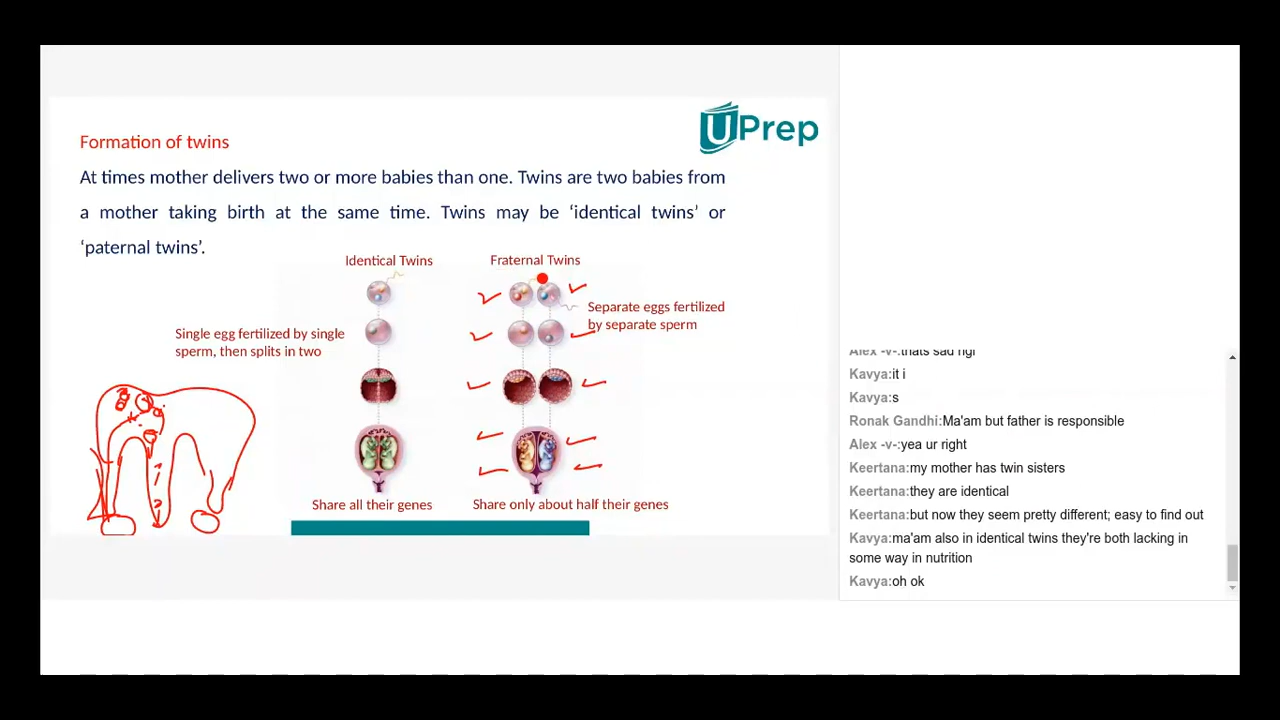 UPrep
Formation of twins
At times mother delivers two or more babies than one. Twins are two babies from
a mother taking birth at the same time. Twins may be ‘identical twins’ or
‘paternal twins’.
Identical Twins
Fraternal Twins
Separate eggs fertilized
by separate sperm
Single egg fertilized by single
sperm, then splits in two
Share all their genes
Share only about half their genes
Alex -v-:thats sad
Kavya:it i
Kavya:s
Ronak Gandhi:Ma'am but father is responsible
Alex -v-:yea ur right
Keertana:my mother has twin sisters
Keertana:they are identical
Keertana:but now they seem pretty different; easy to find out
Kavya:ma'am also in identical twins they're both lacking in
some way in nutrition
Kavya:oh ok